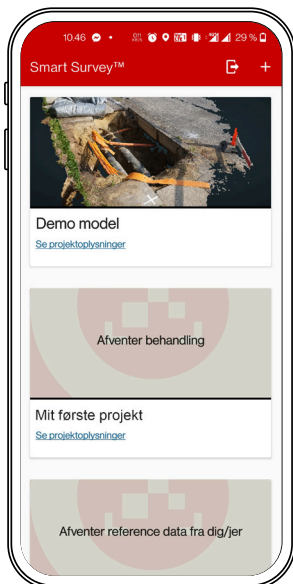 10.46
29 %
Smart Survey™
Demo model
Se projektoplysninger
Afventer behandling
Mit første projekt
Se projektoplysninger
Afventer reference data fra dig/jer